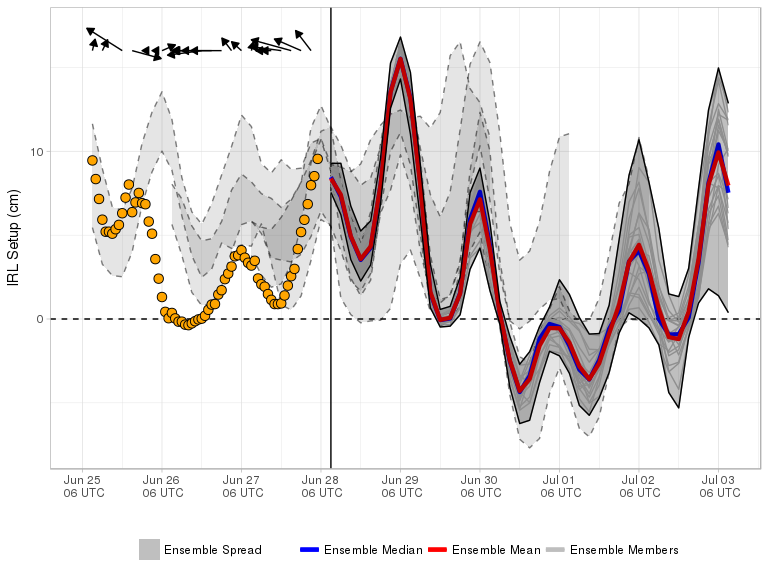 IRL Setup (cm)
10
0
Jun 25 Jun 26 Jun 27 Jun 28 Jun 29 Jun 30 Jul 01 Jul 02 Jul 03
06 UTC 06 UTC 06 UTC 06 UTC 06 UTC 06 UTC 06 UTC 06 UTC 06 UTC
Ensemble Spread Ensemble Median Ensemble Mean Ensemble Members